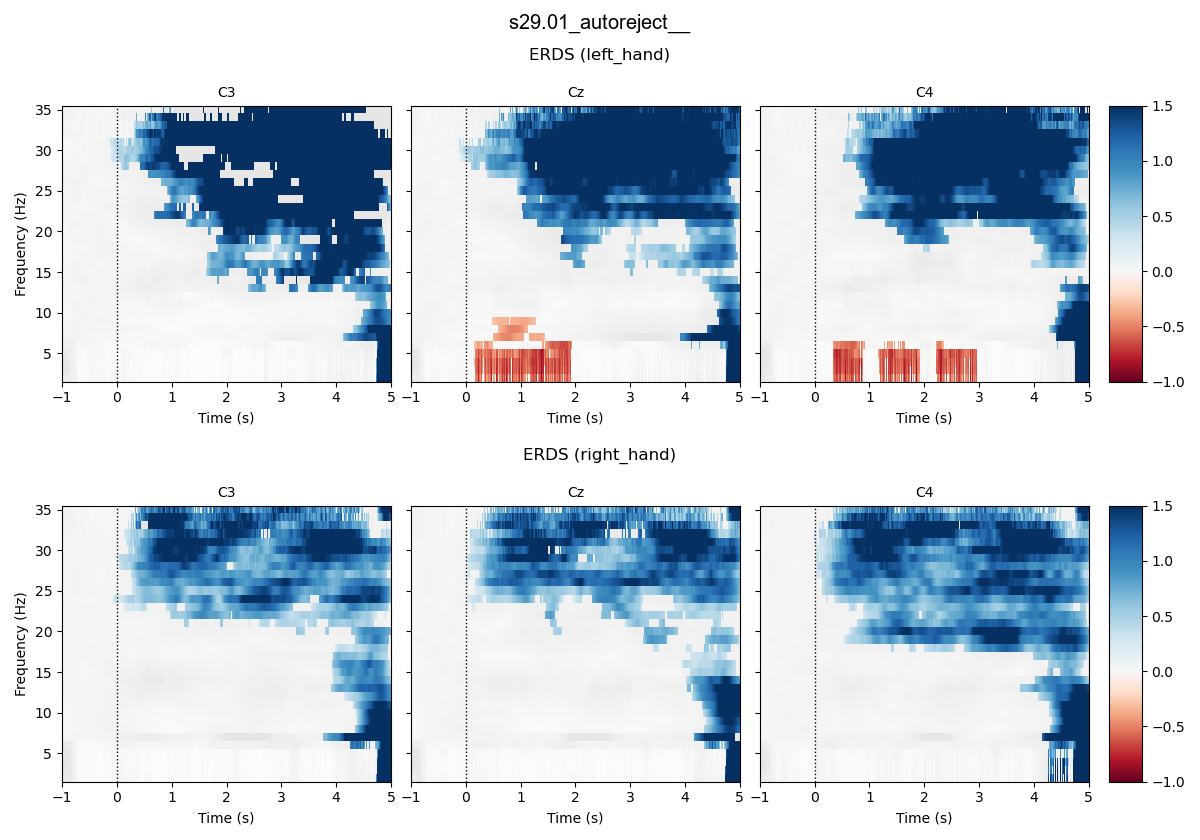 s29.01_autoreject__
ERDS (left_hand)
C3 Cz C4
Frequency (Hz)
35
30
25
20
15
10
5
−1 0 1 2 3 4 5 −1 0 1 2 3 4 5 −1 0 1 2 3 4 5
Time (s) Time (s) Time (s)
1.5
1.0
0.5
0.0
−0.5
−1.0
ERDS (right_hand)
C3 Cz C4
Frequency (Hz)
35
30
25
20
15
10
5
−1 0 1 2 3 4 5 −1 0 1 2 3 4 5 −1 0 1 2 3 4 5
Time (s) Time (s) Time (s)
1.5
1.0
0.5
0.0
−0.5
−1.0